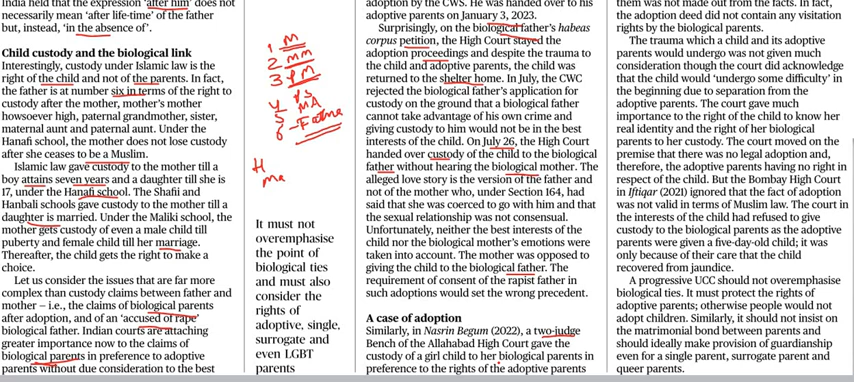 India held that the expression 'after him' does not
necessarily mean 'after life-time' of the father
but, instead, 'in the absence of'.
Child custody and the biological link
Interestingly, custody under Islamic law is the
right of the child and not of the parents. In fact,
the father is at number six in terms of the right to
custody after the mother, mother's mother
howsoever high, paternal grandmother, sister,
maternal aunt and paternal aunt. Under the
Hanafi school, the mother does not lose custody
after she ceases to be a Muslim.
Islamic law gave custody to the mother till a
boy attains seven years and a daughter till she is
17, under the Hanafi school. The Shafii and
Hanbali schools gave custody to the mother till a
daughter is married. Under the Maliki school, the
mother gets custody of even a male child till
puberty and female child till her marriage.
Thereafter, the child gets the right to make a
choice.
Let us consider the issues that are far more
complex than custody claims between father and
mother – i.e., the claims of biological parents
after adoption, and of an 'accused of rape'
biological father. Indian courts are attaching
greater importance now to the claims of
biological parents in preference to adoptive
parents without due consideration to the best
1 M
2 MM
3 PM
4 PS
5 MA
6 - Father
H
It must not
overemphasise
the point of
biological ties
and must also
consider the
rights of
adoptive, single,
surrogate and
even LGBT
parents
adoption by the CWS. He was handed over to his
adoptive parents on January 3, 2023.
Surprisingly, on the biological father's habeas
corpus petition, the High Court stayed the
adoption proceedings and despite the trauma to
the child and adoptive parents, the child was
returned to the shelter home. In July, the CWC
rejected the biological father's application for
custody on the ground that a biological father
cannot take advantage of his own crime and
giving custody to him would not be in the best
interests of the child. On July 26, the High Court
handed over custody of the child to the biological
father without hearing the biological mother. The
alleged love story is the version of the father and
not of the mother who, under Section 164, had
said that she was coerced to go with him and that
the sexual relationship was not consensual.
Unfortunately, neither the best interests of the
child nor the biological mother's emotions were
taken into account. The mother was opposed to
giving the child to the biological father. The
requirement of consent of the rapist father in
such adoptions would set the wrong precedent.
A case of adoption
Similarly, in Nasrin Begum (2022), a two-judge
Bench of the Allahabad High Court gave the
custody of a girl child to her biological parents in
preference to the rights of the adoptive parents
them was not made out from the facts. In fact,
the adoption deed did not contain any visitation
rights by the biological parents.
The trauma which a child and its adoptive
parents would undergo was not given much
consideration though the court did acknowledge
that the child would 'undergo some difficulty' in
the beginning due to separation from the
adoptive parents. The court gave much
importance to the right of the child to know her
real identity and the right of her biological
parents to her custody. The court moved on the
premise that there was no legal adoption and,
therefore, the adoptive parents having no right in
respect of the child. But the Bombay High Court
in Iftiqar (2021) ignored that the fact of adoption
was not valid in terms of Muslim law. The court in
the interests of the child had refused to give
custody to the biological parents as the adoptive
parents were given a five-day-old child; it was
only because of their care that the child
recovered from jaundice.
A progressive UCC should not overemphasise
biological ties. It must protect the rights of
adoptive parents; otherwise people would not
adopt children. Similarly, it should not insist on
the matrimonial bond between parents and
should ideally make provision of guardianship
even for a single parent, surrogate parent and
queer parents.